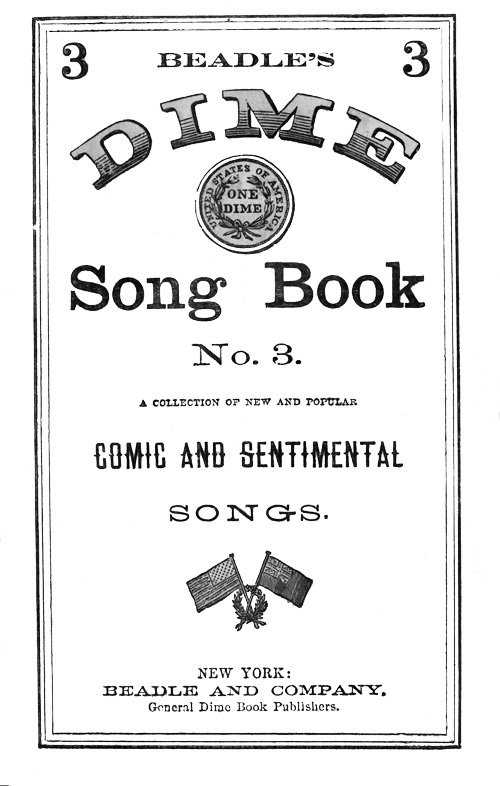 3 BEADLE'S 3
DIME
UNITED STATES OF AMERICA
ONE
DIME
Song Book
No. 3.
A COLLECTION OF NEW AND POPULAR
COMIC AND SENTIMENTAL
SONGS.
NEW YORK:
BEADLE AND COMPANY,
General Dime Book Publishers.